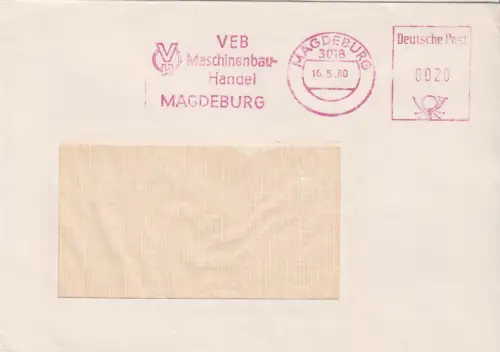 VEB
Maschinenbau-
Handel
MAGDEBURG
MAGDEBURG
3018
16.5.80
Deutsche Post
0020